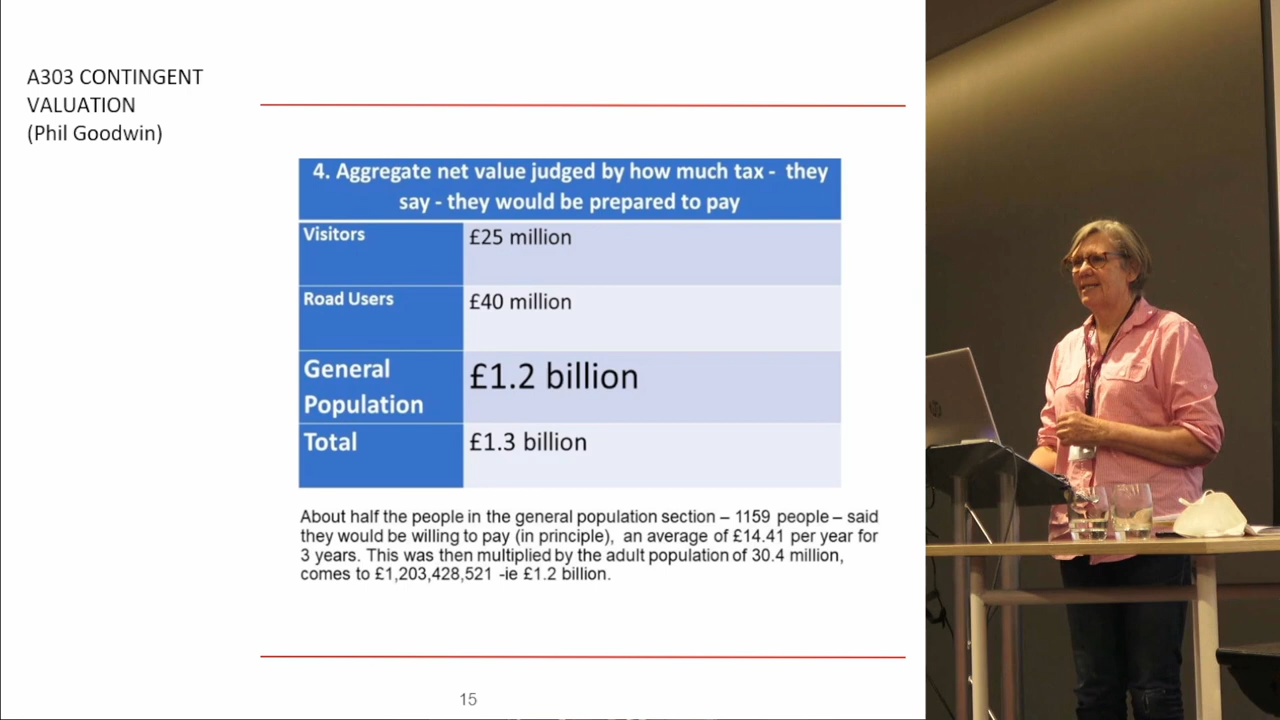 A303 CONTINGENT
VALUATION
(Phil Goodwin)
4. Aggregate net value judged by how much tax - they
say - they would be prepared to pay
Visitors
£25 million
Road Users
£40 million
General
Population
£1.2 billion
Total
£1.3 billion
About half the people in the general population section – 1159 people – said
they would be willing to pay (in principle), an average of £14.41 per year for
3 years. This was then multiplied by the adult population of 30.4 million,
comes to £1,203,428,521 -ie £1.2 billion.
15